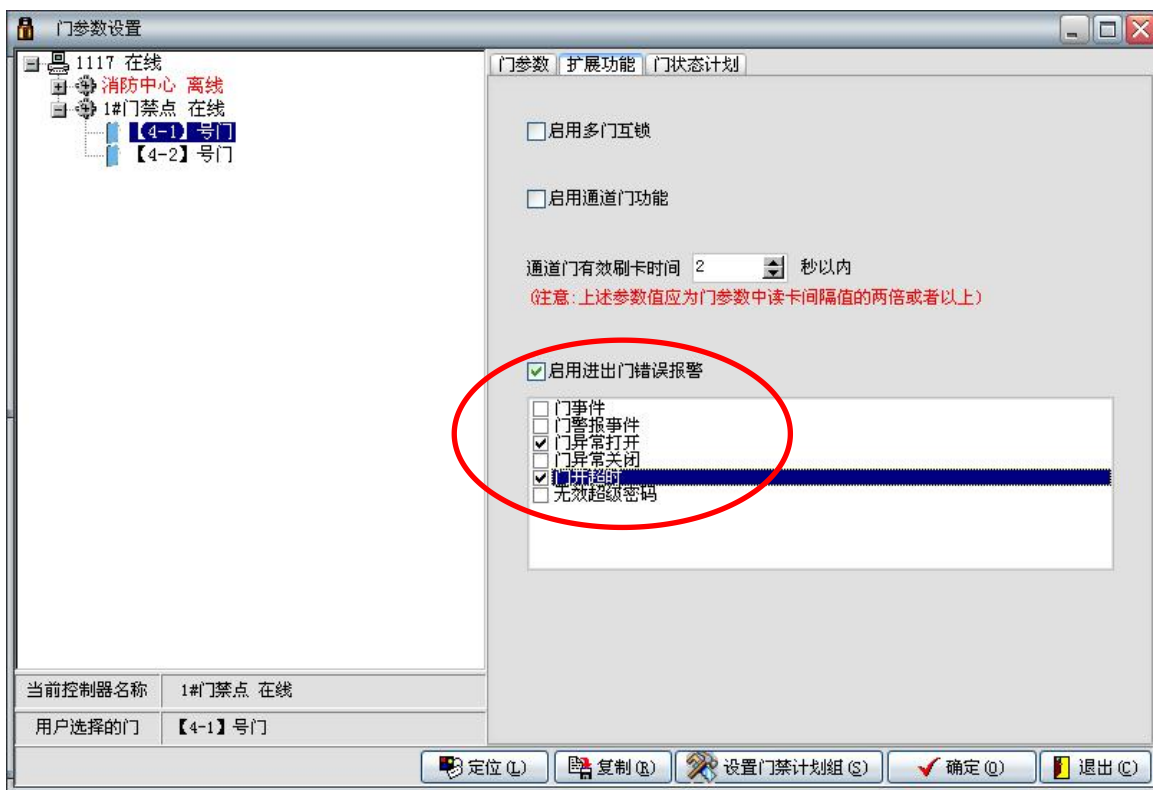 门参数设置
1117 在线
消防中心 离线
1#门禁点 在线
【4-1】号门
【4-2】号门
门参数 扩展功能 门状态计划
启用多门互锁
启用通道门功能
通道门有效刷卡时间 2 秒以内
(注意:上述参数值应为门参数中读卡间隔值的两倍或者以上)
启用进出门错误报警
门事件
门警报事件
门异常打开
门异常关闭
门开超时
无效超级密码
当前控制器名称 1#门禁点 在线
用户选择的门 【4-1】号门
定位(L) 复制(R) 设置门禁计划组(S) 确定(O) 退出(C)